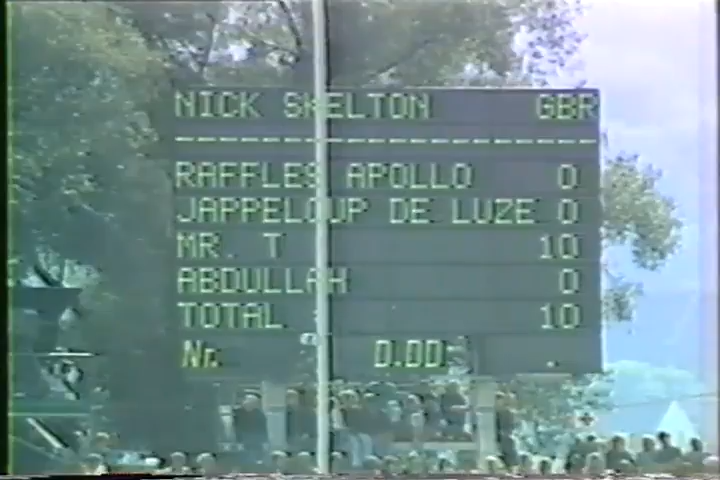 NICK SKELTON GBR
RAFFLES APOLLO 0
JAPPELOUP DE LUZE 0
MR. T 10
ABDULLAH 0
TOTAL 10
Nr. 0.00 .